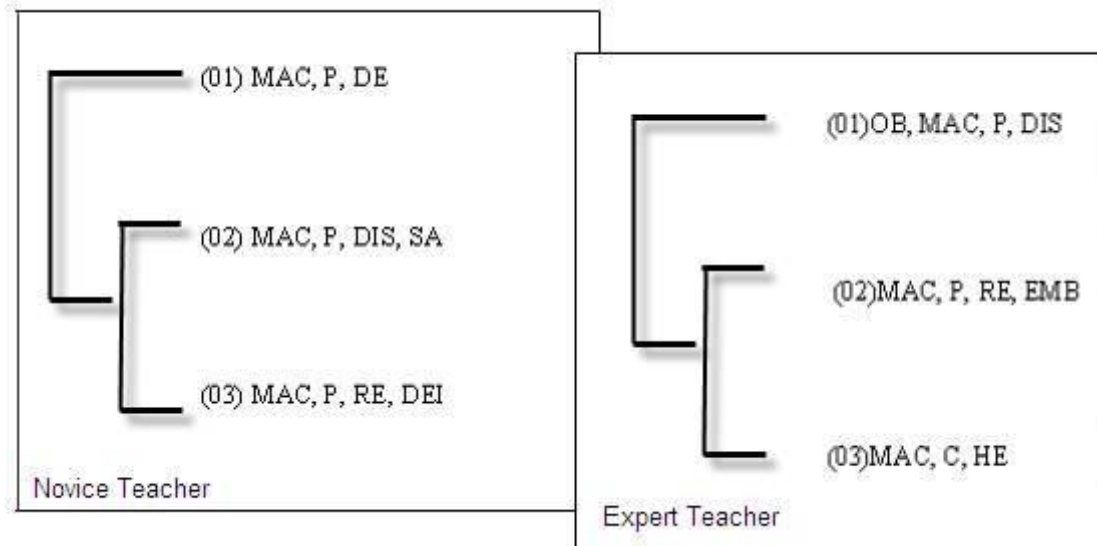 (01) MAC, P, DE
(02) MAC, P, DIS, SA
(03) MAC, P, RE, DEI
Novice Teacher
(01)OB, MAC, P, DIS
(02)MAC, P, RE, EMB
(03)MAC, C, HE
Expert Teacher